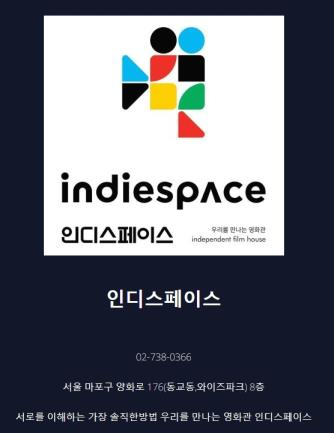 indiespace
인디스페이스
우리를 만나는 영화관
independent film house
인디스페이스
02-738-0366
서울 마포구 양화로 176(동교동,와이즈파크) 8층
서로를 이해하는 가장 솔직한방법 우리를 만나는 영화관 인디스페이스